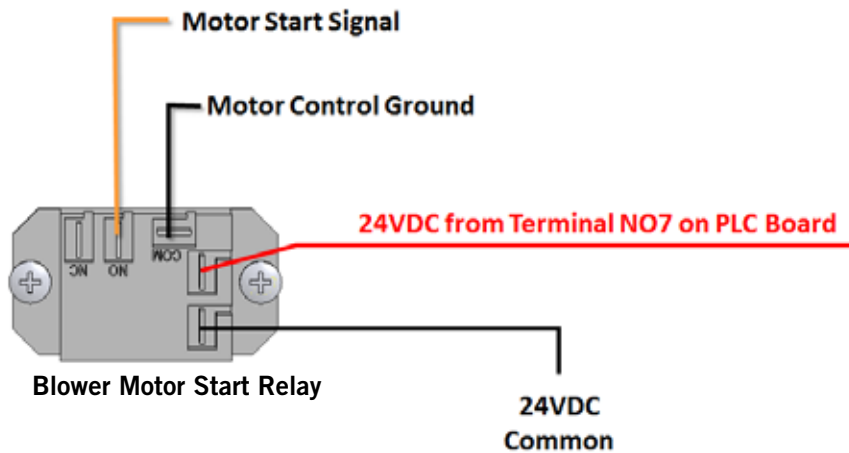 Motor Start Signal
Motor Control Ground
24VDC from Terminal NO7 on PLC Board
NC
NO
COM
Blower Motor Start Relay
24VDC
Common